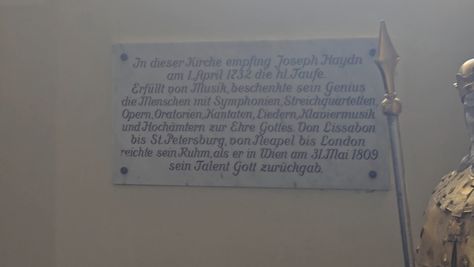 In dieser Kirche empfing Joseph Haydn
am 1. April 1732 die hl. Taufe.
Erfüllt von Musik, beschenkte sein Genius
die Menschen mit Symphonien, Streichquartetten,
Opern, Oratorien, Kantaten, Liedern, Klaviermusik
und Hochämtern zur Ehre Gottes. Von Lissabon
bis St. Petersburg, von Neapel bis London
reichte sein Ruhm, als er in Wien am 31. Mai 1809
sein Talent Gott zurückgab.